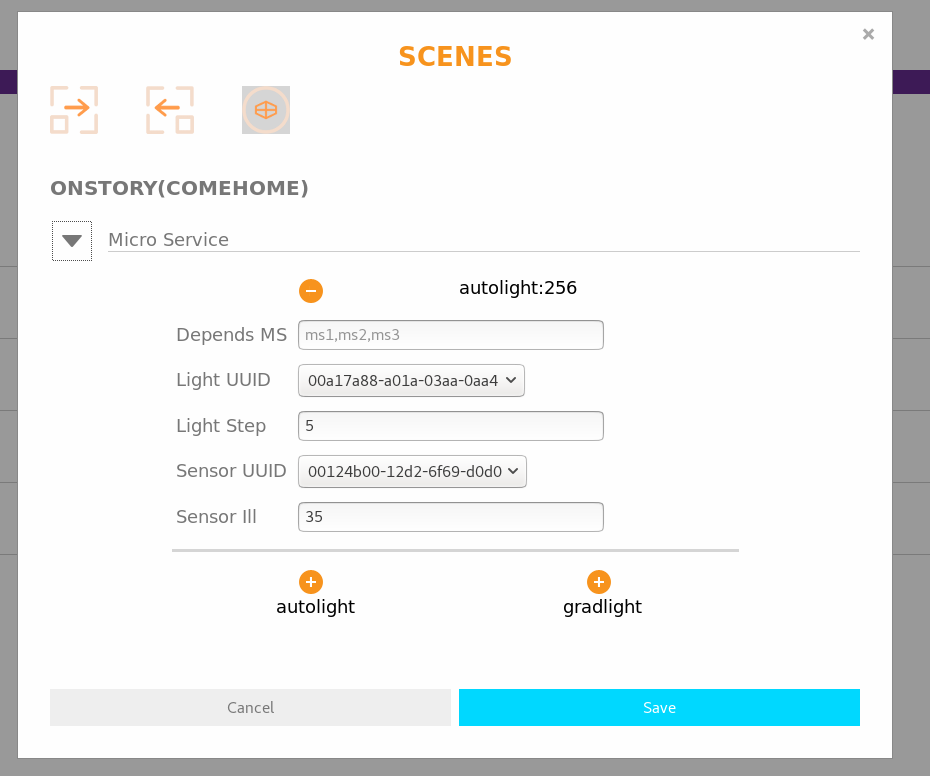 ×
SCENES
ONSTORY(COMEHOME)
Micro Service
autolight:256
Depends MS ms1,ms2,ms3
Light UUID 00a17a88-a01a-03aa-0aa4
Light Step 5
Sensor UUID 00124b00-12d2-6f69-d0d0
Sensor Ill 35
autolight gradlight
Cancel Save